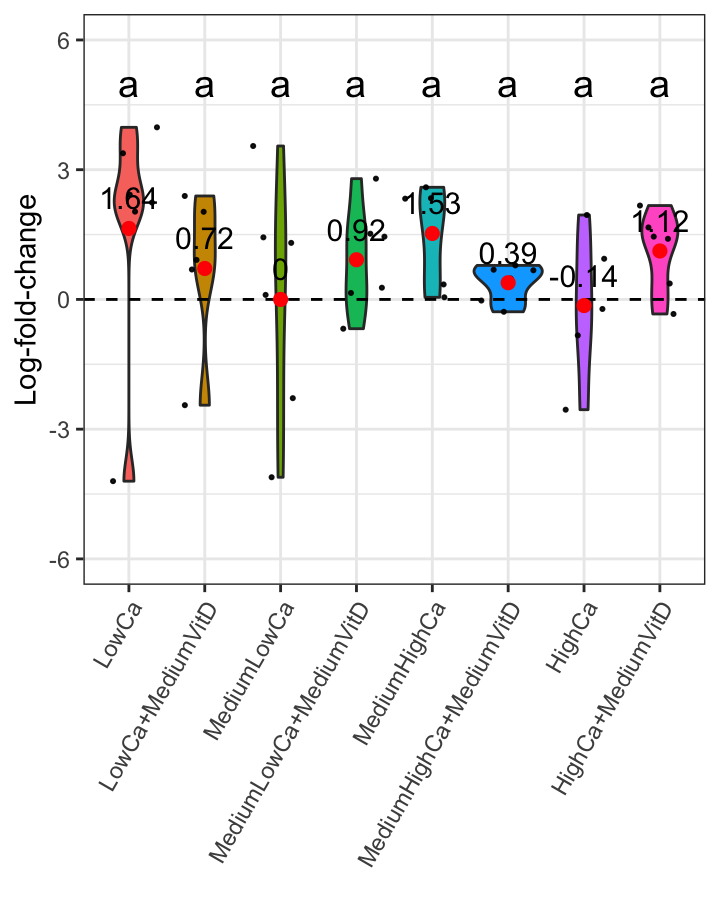 Log-fold-change
6
3
0
-3
-6
a a a a a a a a
1.64 0.72 0 0.92 1.53 0.39 -0.14 1.12
LowCa
LowCa+MediumVitD
MediumLowCa
MediumLowCa+MediumVitD
MediumHighCa
MediumHighCa+MediumVitD
HighCa
HighCa+MediumVitD